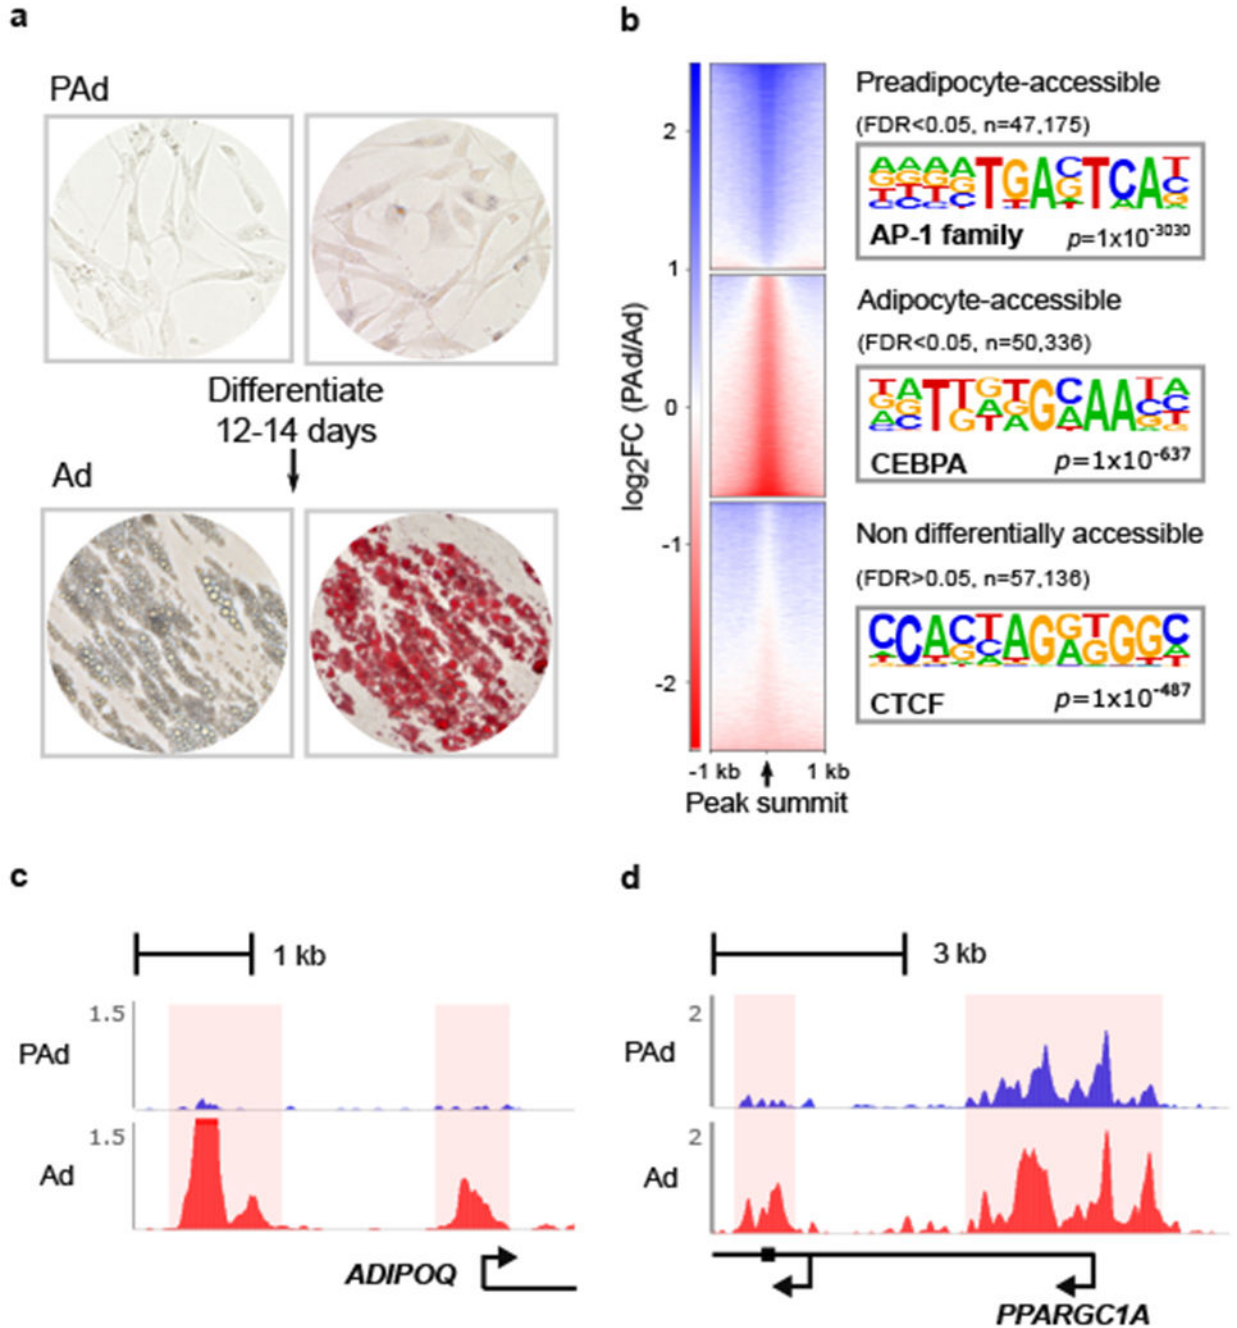 a
PAd
Differentiate
12-14 days
Ad
b
2
1
0
-1
-2
log2FC (PAd/Ad)
-1 kb
1 kb
Peak summit
Preadipocyte-accessible
(FDR<0.05, n=47,175)
TGA TCA
AP-1 family p=1x10-3030
Adipocyte-accessible
(FDR<0.05, n=50,336)
CEBPA p=1x10-637
Non differentially accessible
(FDR>0.05, n=57,136)
CCACTAGGTGGC
CTCF p=1x10-487
c
1 kb
1.5
PAd
1.5
Ad
ADIPOQ
d
3 kb
2
PAd
2
Ad
PPARGC1A